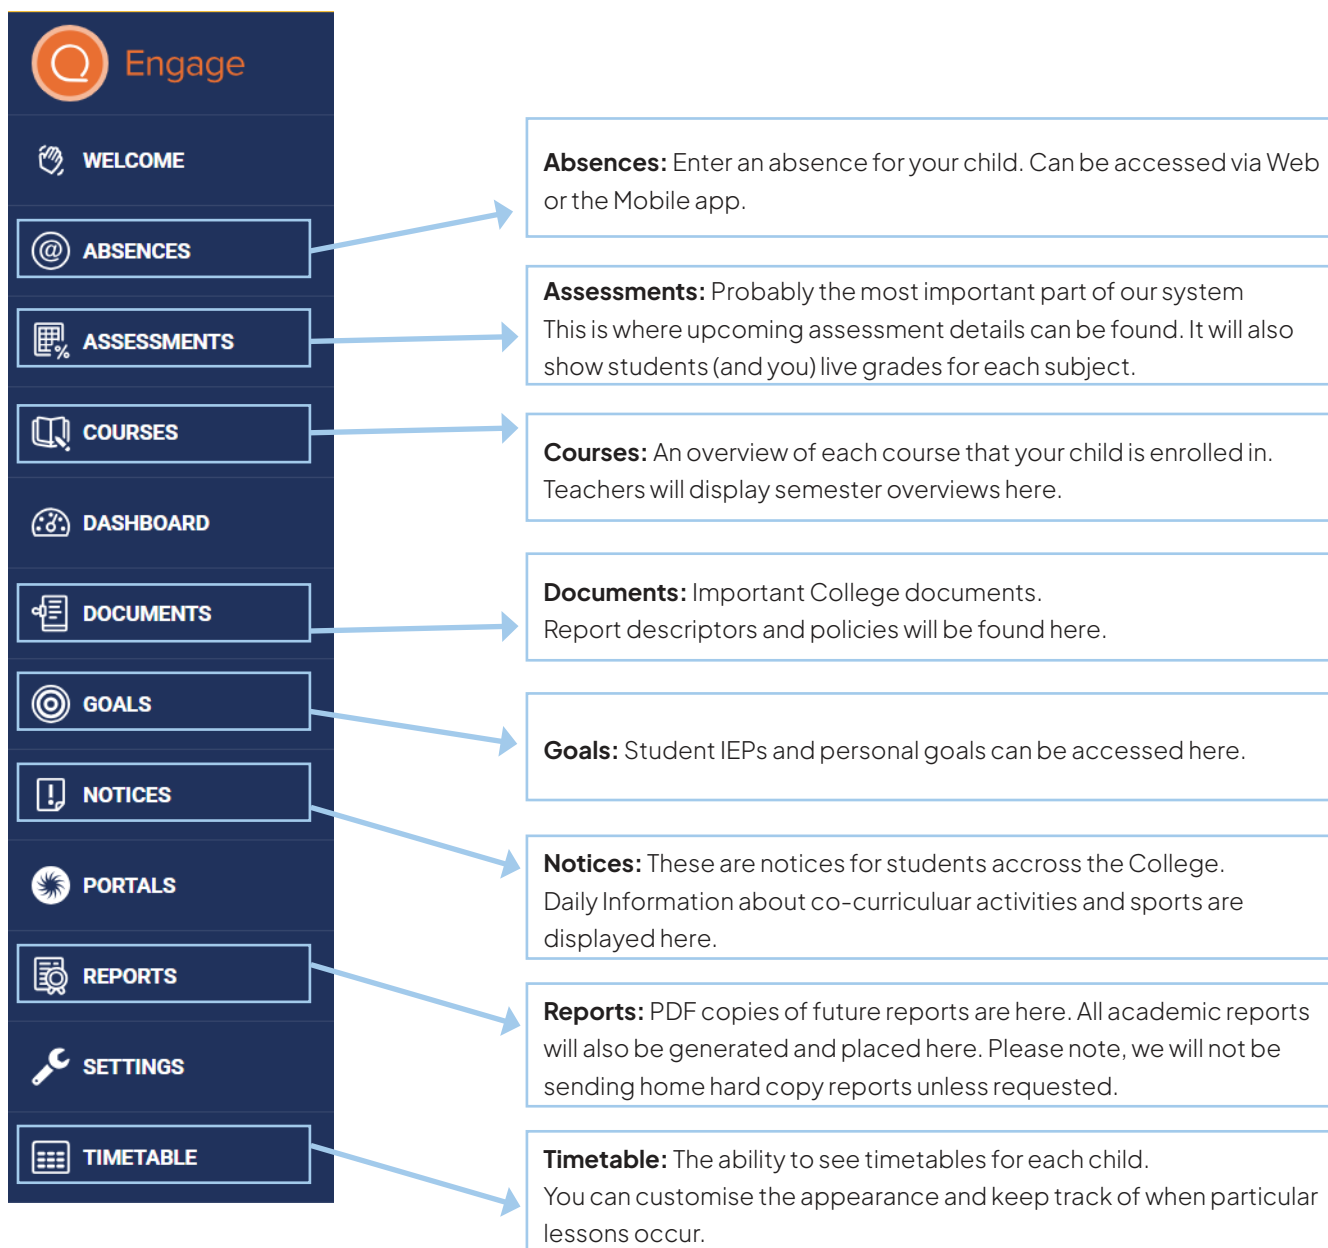 Engage
WELCOME
ABSENCES
ASSESSMENTS
COURSES
DASHBOARD
DOCUMENTS
GOALS
NOTICES
PORTALS
REPORTS
SETTINGS
TIMETABLE
Absences: Enter an absence for your child. Can be accessed via Web
or the Mobile app.
Assessments: Probably the most important part of our system
This is where upcoming assessment details can be found. It will also
show students (and you) live grades for each subject.
Courses: An overview of each course that your child is enrolled in.
Teachers will display semester overviews here.
Documents: Important College documents.
Report descriptors and policies will be found here.
Goals: Student IEPs and personal goals can be accessed here.
Notices: These are notices for students accross the College.
Daily Information about co-curriculuar activities and sports are
displayed here.
Reports: PDF copies of future reports are here. All academic reports
will also be generated and placed here. Please note, we will not be
sending home hard copy reports unless requested.
Timetable: The ability to see timetables for each child.
You can customise the appearance and keep track of when particular
lessons occur.